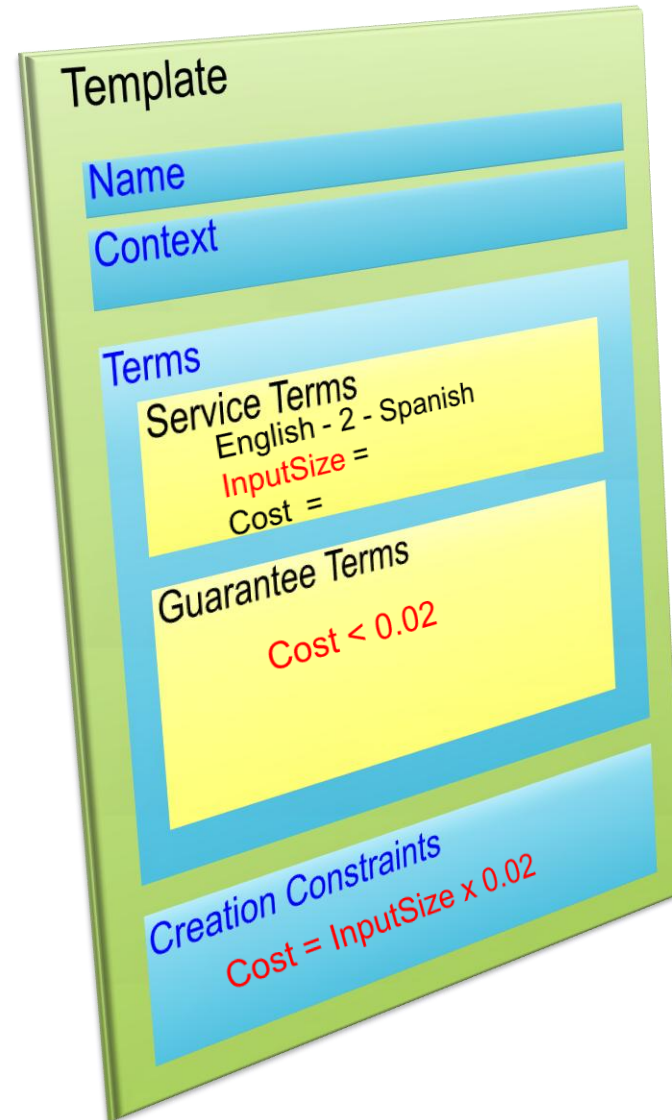 Template
Name
Context
Terms
Service Terms
English - 2 - Spanish
InputSize =
Cost =
Guarantee Terms
Cost < 0.02
Creation Constraints
Cost = InputSize x 0.02